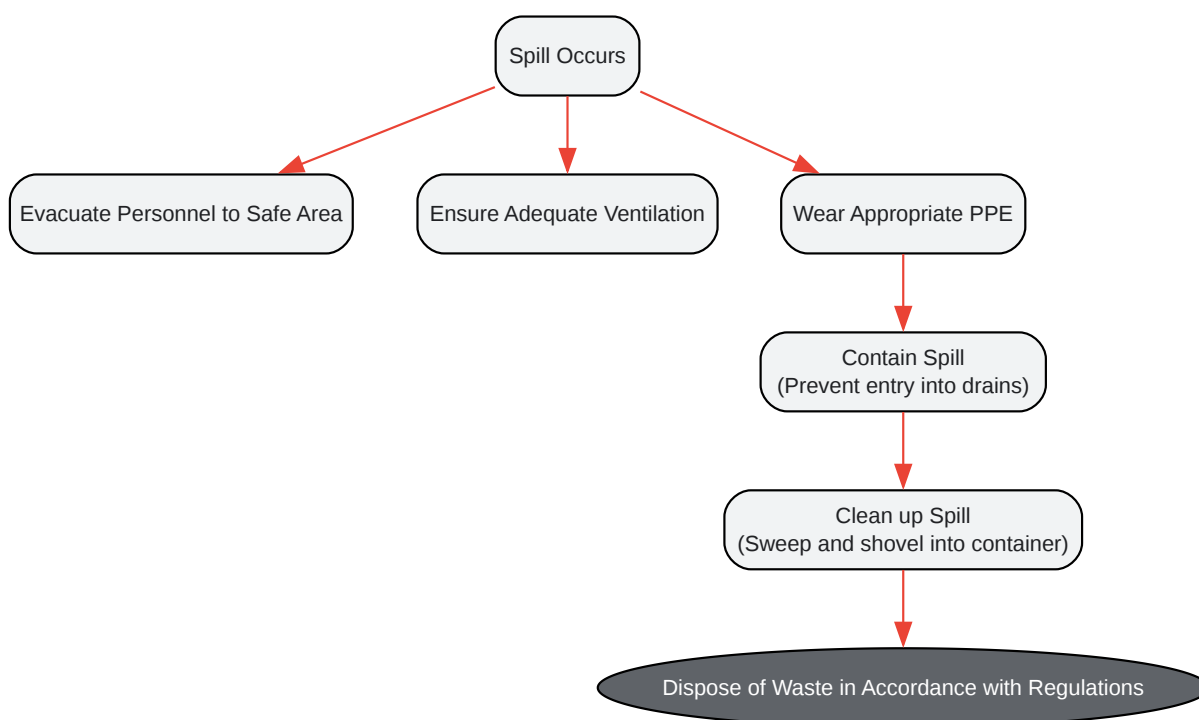 Spill Occurs
Evacuate Personnel to Safe Area
Ensure Adequate Ventilation
Wear Appropriate PPE
Contain Spill
(Prevent entry into drains)
Clean up Spill
(Sweep and shovel into container)
Dispose of Waste in Accordance with Regulations